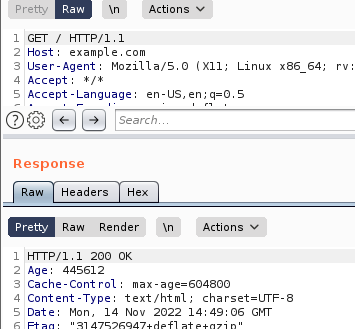 Pretty Raw \n Actions
1 GET / HTTP/1.1
2 Host: example.com
3 User-Agent: Mozilla/5.0 (X11; Linux x86_64; rv:
4 Accept: */*
5 Accept-Language: en-US,en;q=0.5
Search...
Response
Raw Headers Hex
Pretty Raw Render \n Actions
1 HTTP/1.1 200 OK
2 Age: 445612
3 Cache-Control: max-age=604800
4 Content-Type: text/html; charset=UTF-8
5 Date: Mon, 14 Nov 2022 14:49:06 GMT
6 Etag: "3147526947+deflate+gzip"